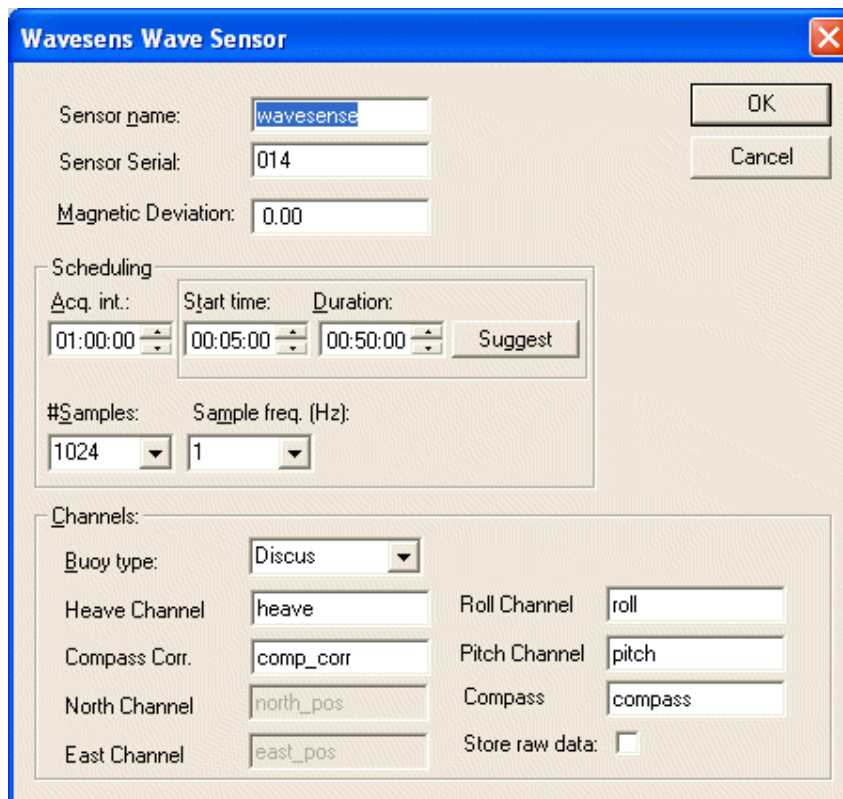 Wavesens Wave Sensor
Sensor name: wavesense
OK
Sensor Serial: 014
Cancel
Magnetic Deviation: 0.00
Scheduling
Acq. int.: Start time: Duration:
01:00:00 00:05:00 00:50:00 Suggest
#Samples: Sample freq. (Hz):
1024 1
Channels:
Buoy type: Discus
Heave Channel heave Roll Channel roll
Compass Corr. comp_corr Pitch Channel pitch
North Channel north_pos Compass compass
East Channel east_pos Store raw data: